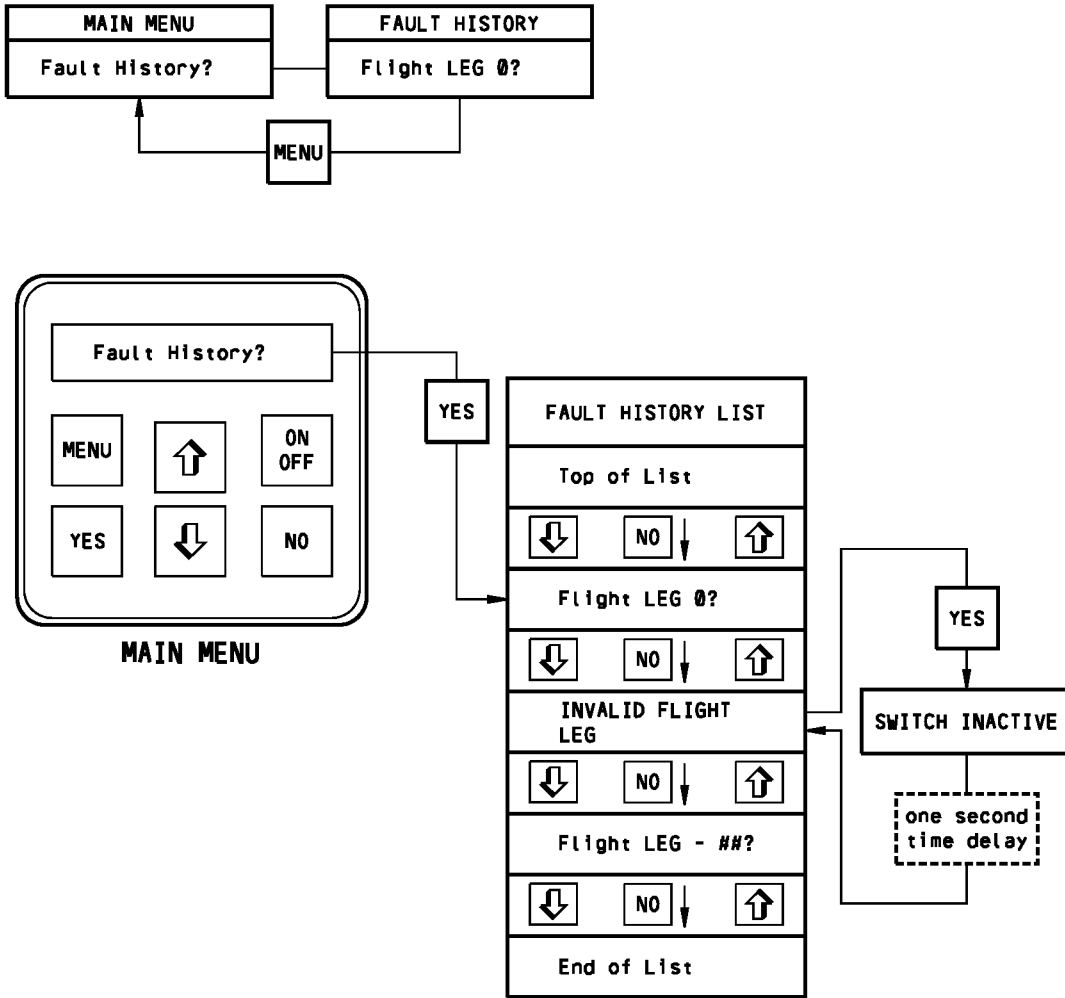 MAIN MENU
Fault History?
FAULT HISTORY
Flight LEG 0?
MENU
Fault History?
MENU
ON
OFF
YES
NO
MAIN MENU
YES
FAULT HISTORY LIST
Top of List
NO
Flight LEG 0?
NO
INVALID FLIGHT
LEG
NO
Flight LEG - ##?
NO
End of List
YES
SWITCH INACTIVE
one second
time delay